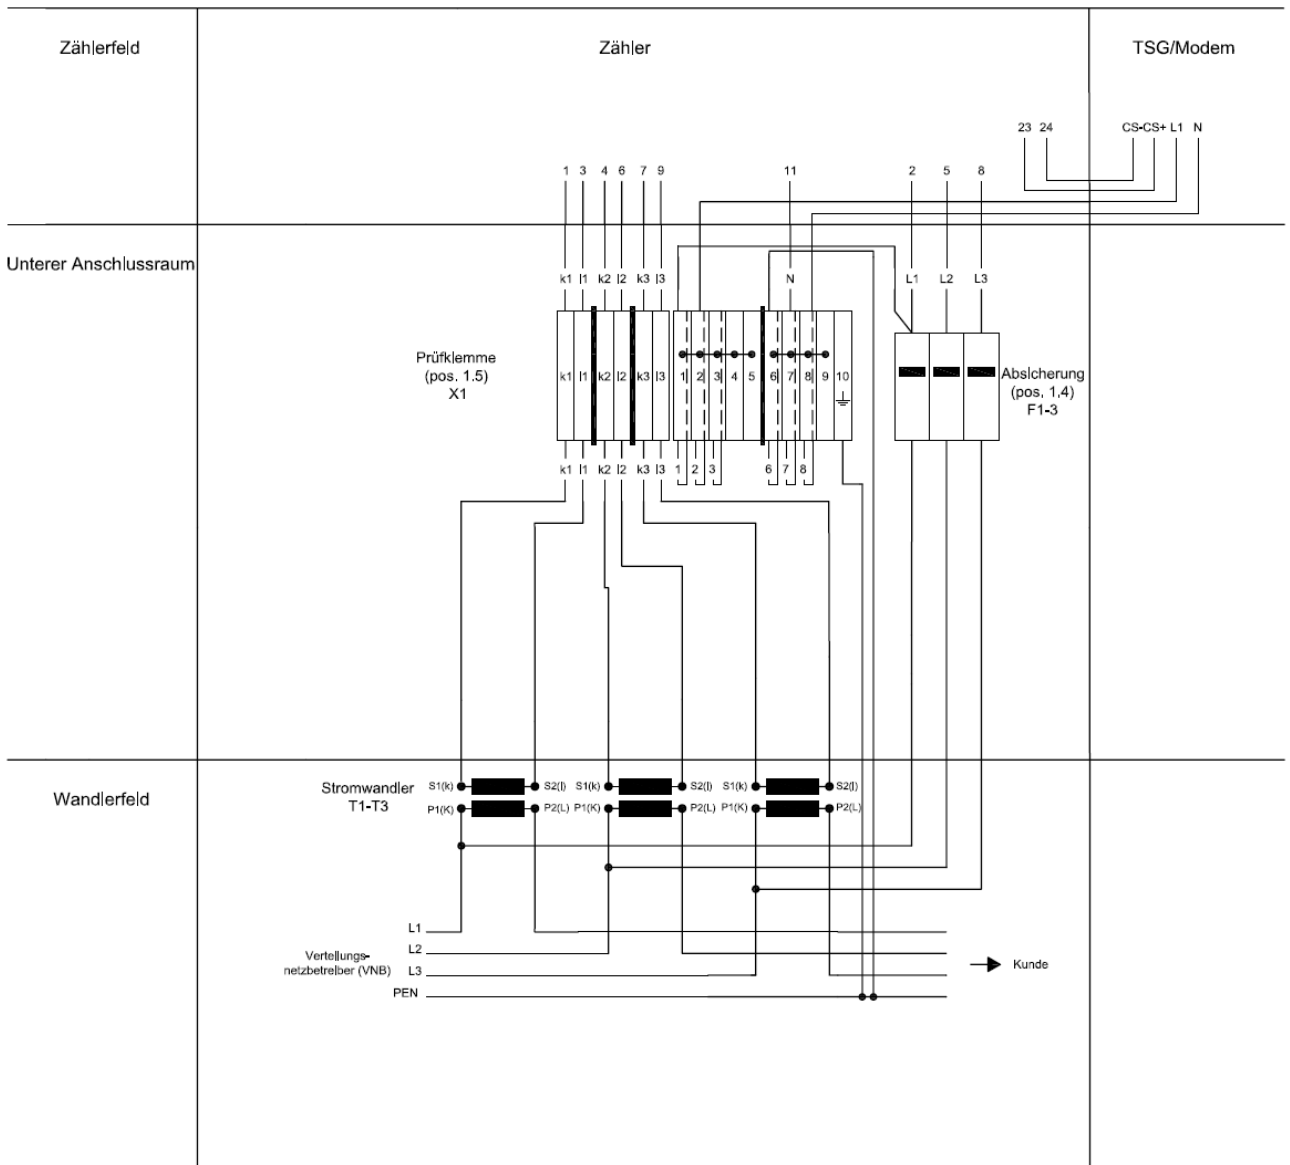 Zählerfeld
Zähler
TSG/Modem
23 24
CS-CS+ L1 N
1 3 4 6 7 9
11
2 5 8
Unterer Anschlussraum
k1 l1 k2 l2 k3 l3
N
L1 L2 L3
Prüfklemme
(pos. 1.5)
X1
k1 l1 k2 l2 k3 l3 1 2 3 4 5 6 7 8 9 10
Absicherung
(pos. 1.4)
F1-3
k1 l1 k2 l2 k3 l3 1 2 3 6 7 8
Wandlerfeld
Stromwandler
T1-T3
S1(k) S2(l) S1(k) S2(l) S1(k) S2(l)
P1(K) P2(L) P1(K) P2(L) P1(K) P2(L)
Verteilungs-
netzbetreiber (VNB)
L1
L2
L3
PEN
Kunde